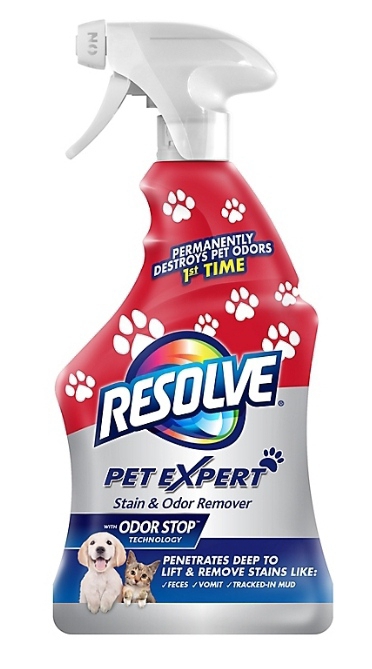 ON
PERMANENTLY
DESTROYS PET ODORS
1st TIME
RESOLVE®
PET EXPERT
Stain & Odor Remover
WITH ODOR STOP™
TECHNOLOGY
PENETRATES DEEP TO
LIFT & REMOVE STAINS LIKE:
✓FECES ✓VOMIT ✓TRACKED-IN MUD